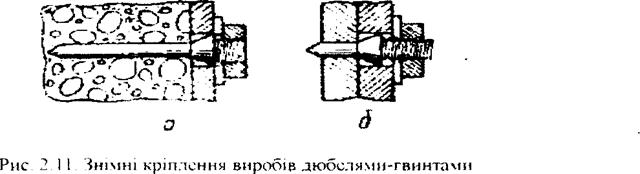 а б
Рис. 2.11. Знімні кріплення виробів дюбелями-гвинтами